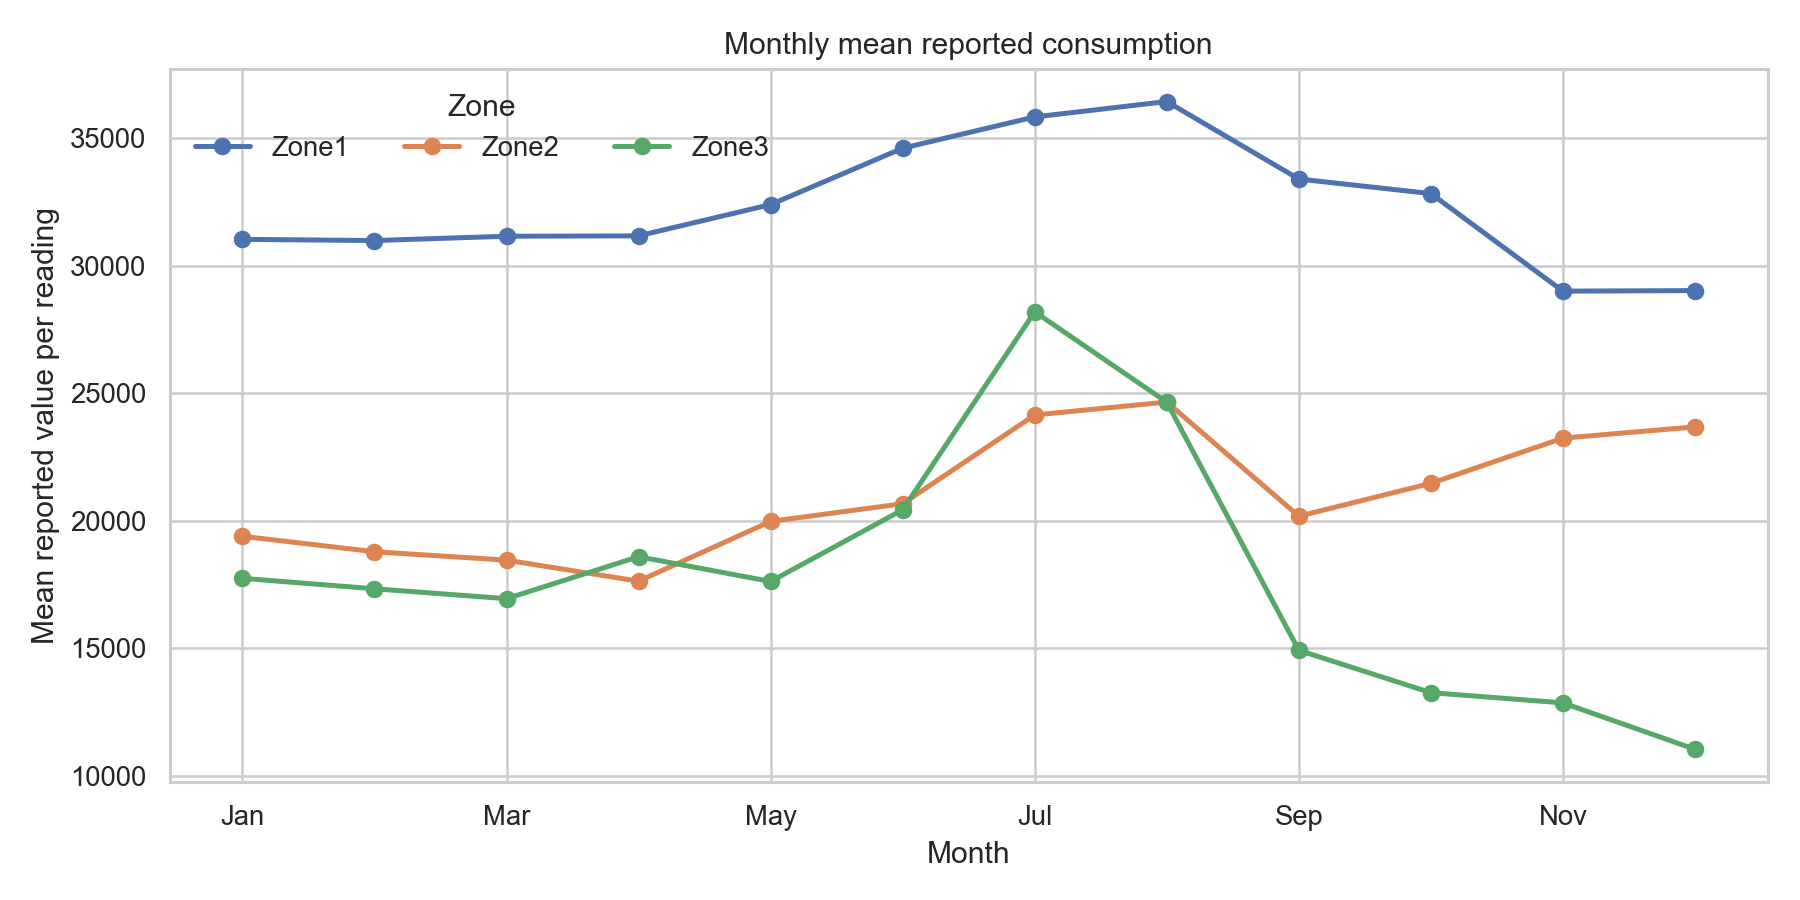 Monthly mean reported consumption
Zone
Zone1 Zone2 Zone3
Mean reported value per reading
35000
30000
25000
20000
15000
10000
Jan Mar May Jul Sep Nov
Month